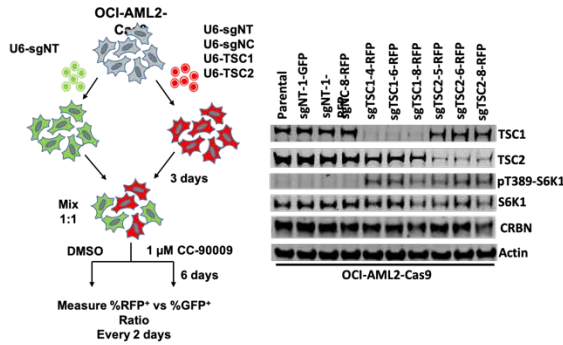 OCI-AML2-
Cas9
U6-sgNT
U6-sgNT
U6-sgNC
U6-TSC1
U6-TSC2
3 days
Mix
1:1
DMSO
1 µM CC-90009
6 days
Measure %RFP⁺ vs %GFP⁺
Ratio
Every 2 days
Parental
sgNT-1-GFP
sgNT-1-
RFP
sgNC-8-RFP
sgTSC1-4-RFP
sgTSC1-6-RFP
sgTSC1-8-RFP
sgTSC2-5-RFP
sgTSC2-6-RFP
sgTSC2-8-RFP
TSC1
TSC2
pT389-S6K1
S6K1
CRBN
Actin
OCI-AML2-Cas9